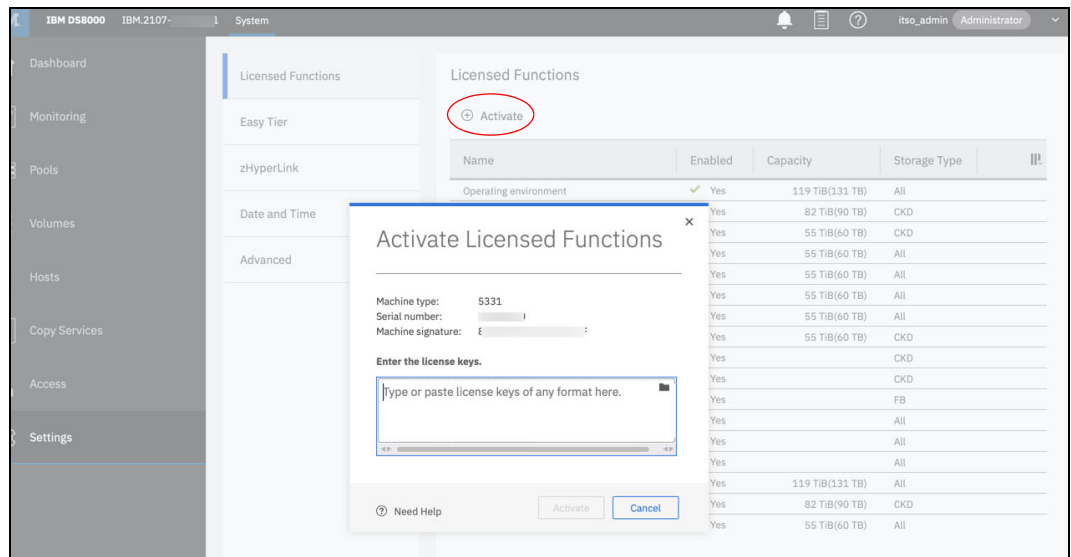 IBM DS8000 IBM.2107- 1 System itso_admin Administrator
Dashboard
Monitoring
Pools
Volumes
Hosts
Copy Services
Access
Settings
Licensed Functions
Easy Tier
zHyperLink
Date and Time
Advanced
Licensed Functions
Activate
Name Enabled Capacity Storage Type
Operating environment Yes 119 TiB(131 TB) All
Yes 82 TiB(90 TB) CKD
Yes 55 TiB(60 TB) CKD
Yes 55 TiB(60 TB) All
Yes 55 TiB(60 TB) All
Yes 55 TiB(60 TB) All
Yes 55 TiB(60 TB) All
Yes 55 TiB(60 TB) CKD
Yes CKD
Yes CKD
Yes FB
Yes All
Yes All
Yes All
Yes 119 TiB(131 TB) All
Yes 82 TiB(90 TB) CKD
Yes 55 TiB(60 TB) All
Activate Licensed Functions
Machine type: 5331
Serial number:
Machine signature: 8
Enter the license keys.
Type or paste license keys of any format here.
Need Help Activate Cancel